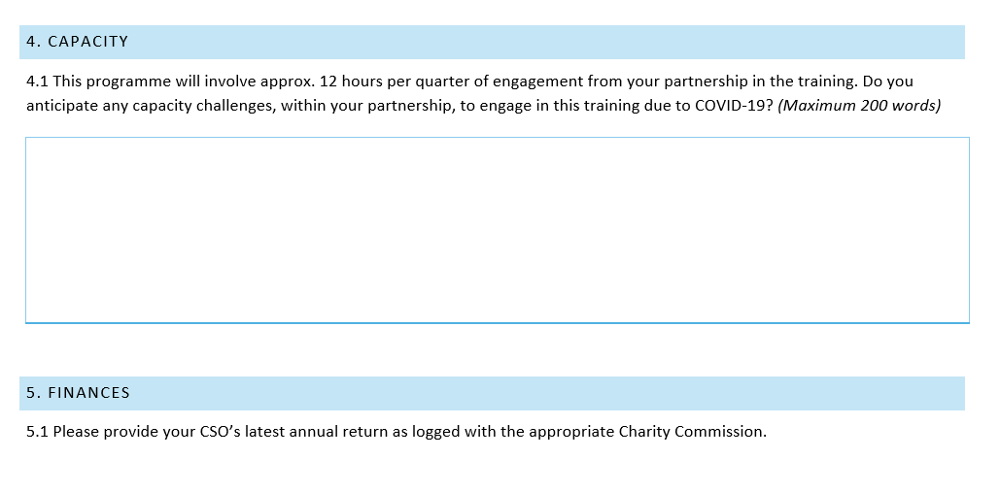 4. CAPACITY
4.1 This programme will involve approx. 12 hours per quarter of engagement from your partnership in the training. Do you
anticipate any capacity challenges, within your partnership, to engage in this training due to COVID-19? (Maximum 200 words)
5. FINANCES
5.1 Please provide your CSO’s latest annual return as logged with the appropriate Charity Commission.